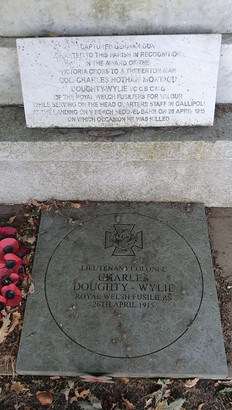 CAPTURED GERMAN GUN
PRESENTED TO THIS PARISH IN RECOGNITION
OF THE AWARD OF THE
VICTORIA CROSS TO A THEBERTON MAN
COL. CHARLES HOTHAM MONTAGU
DOUGHTY-WYLIE V.C. C.B. C.M.G.
OF THE ROYAL WELCH FUSILIERS FOR VALOUR
WHILE SERVING ON THE HEAD QUARTERS STAFF IN GALLIPOLI
AT THE LANDING ON V BEACH SEDD-EL-BAHR ON 26 APRIL 1915
ON WHICH OCCASION HE WAS KILLED
LIEUTENANT COLONEL
CHARLES
DOUGHTY - WYLIE
ROYAL WELSH FUSILIERS
26TH APRIL 1915